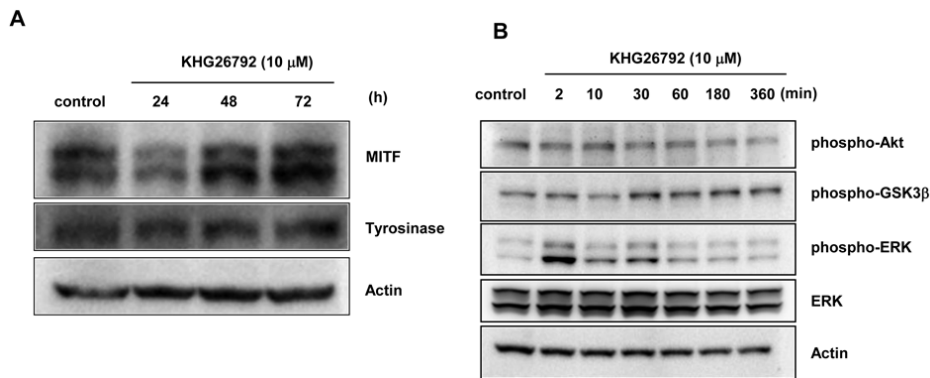 A
KHG26792 (10 μM)
control 24 48 72 (h)
MITF
Tyrosinase
Actin
B
KHG26792 (10 μM)
control 2 10 30 60 180 360 (min)
phospho-Akt
phospho-GSK3β
phospho-ERK
ERK
Actin